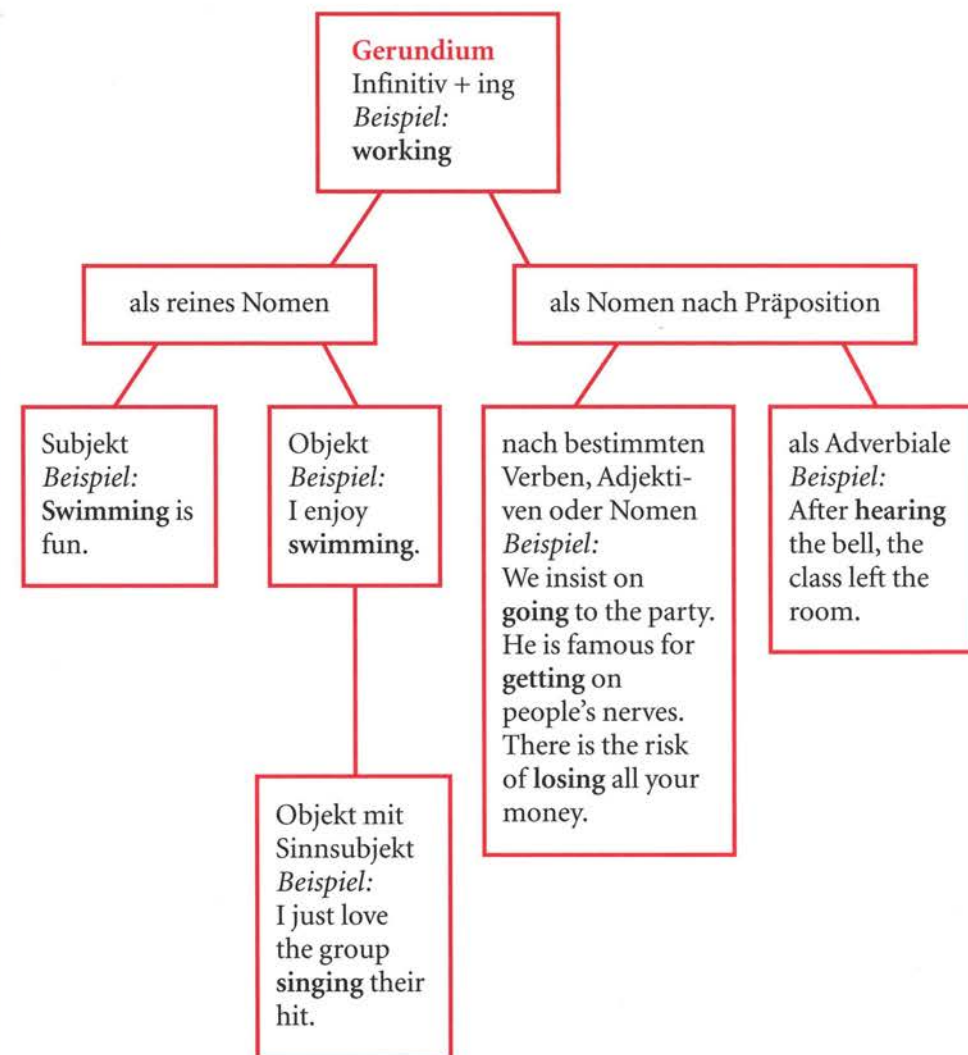 Gerundium
Infinitiv + ing
Beispiel:
working
als reines Nomen
als Nomen nach Präposition
Subjekt
Beispiel:
Swimming is
fun.
Objekt
Beispiel:
I enjoy
swimming.
nach bestimmten
Verben, Adjekti-
ven oder Nomen
Beispiel:
We insist on
going to the party.
He is famous for
getting on
people's nerves.
There is the risk
of losing all your
money.
als Adverbiale
Beispiel:
After hearing
the bell, the
class left the
room.
Objekt mit
Sinnsubjekt
Beispiel:
I just love
the group
singing their
hit.